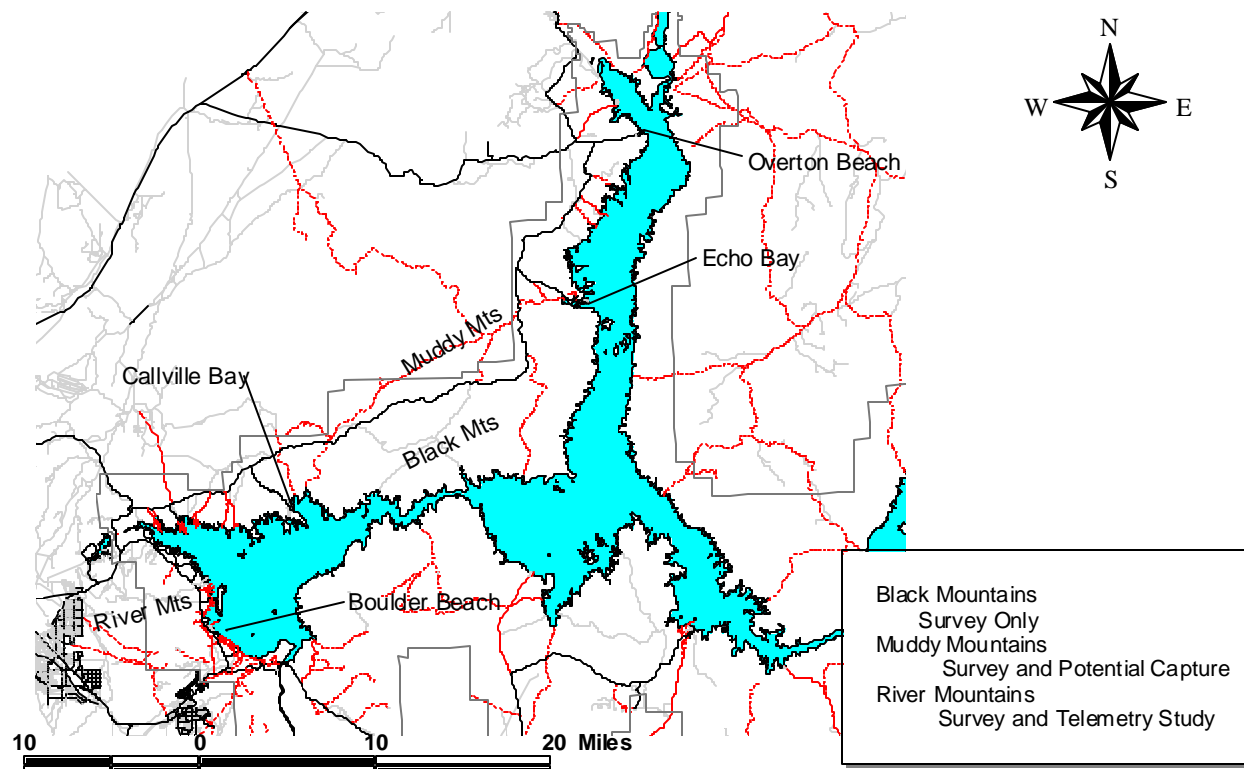 N
W
E
S
Overton Beach
Echo Bay
Muddy Mts
Callville Bay
Black Mts
River Mts
Boulder Beach
Black Mountains
Survey Only
Muddy Mountains
Survey and Potential Capture
River Mountains
Survey and Telemetry Study
10 0 10 20 Miles